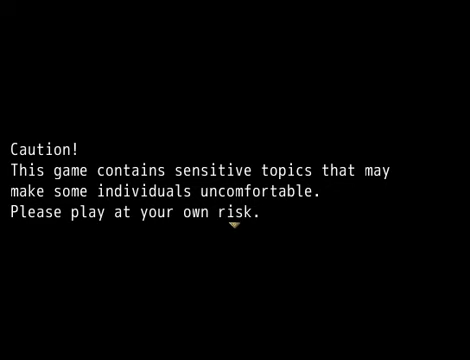 Caution!
This game contains sensitive topics that may
make some individuals uncomfortable.
Please play at your own risk.